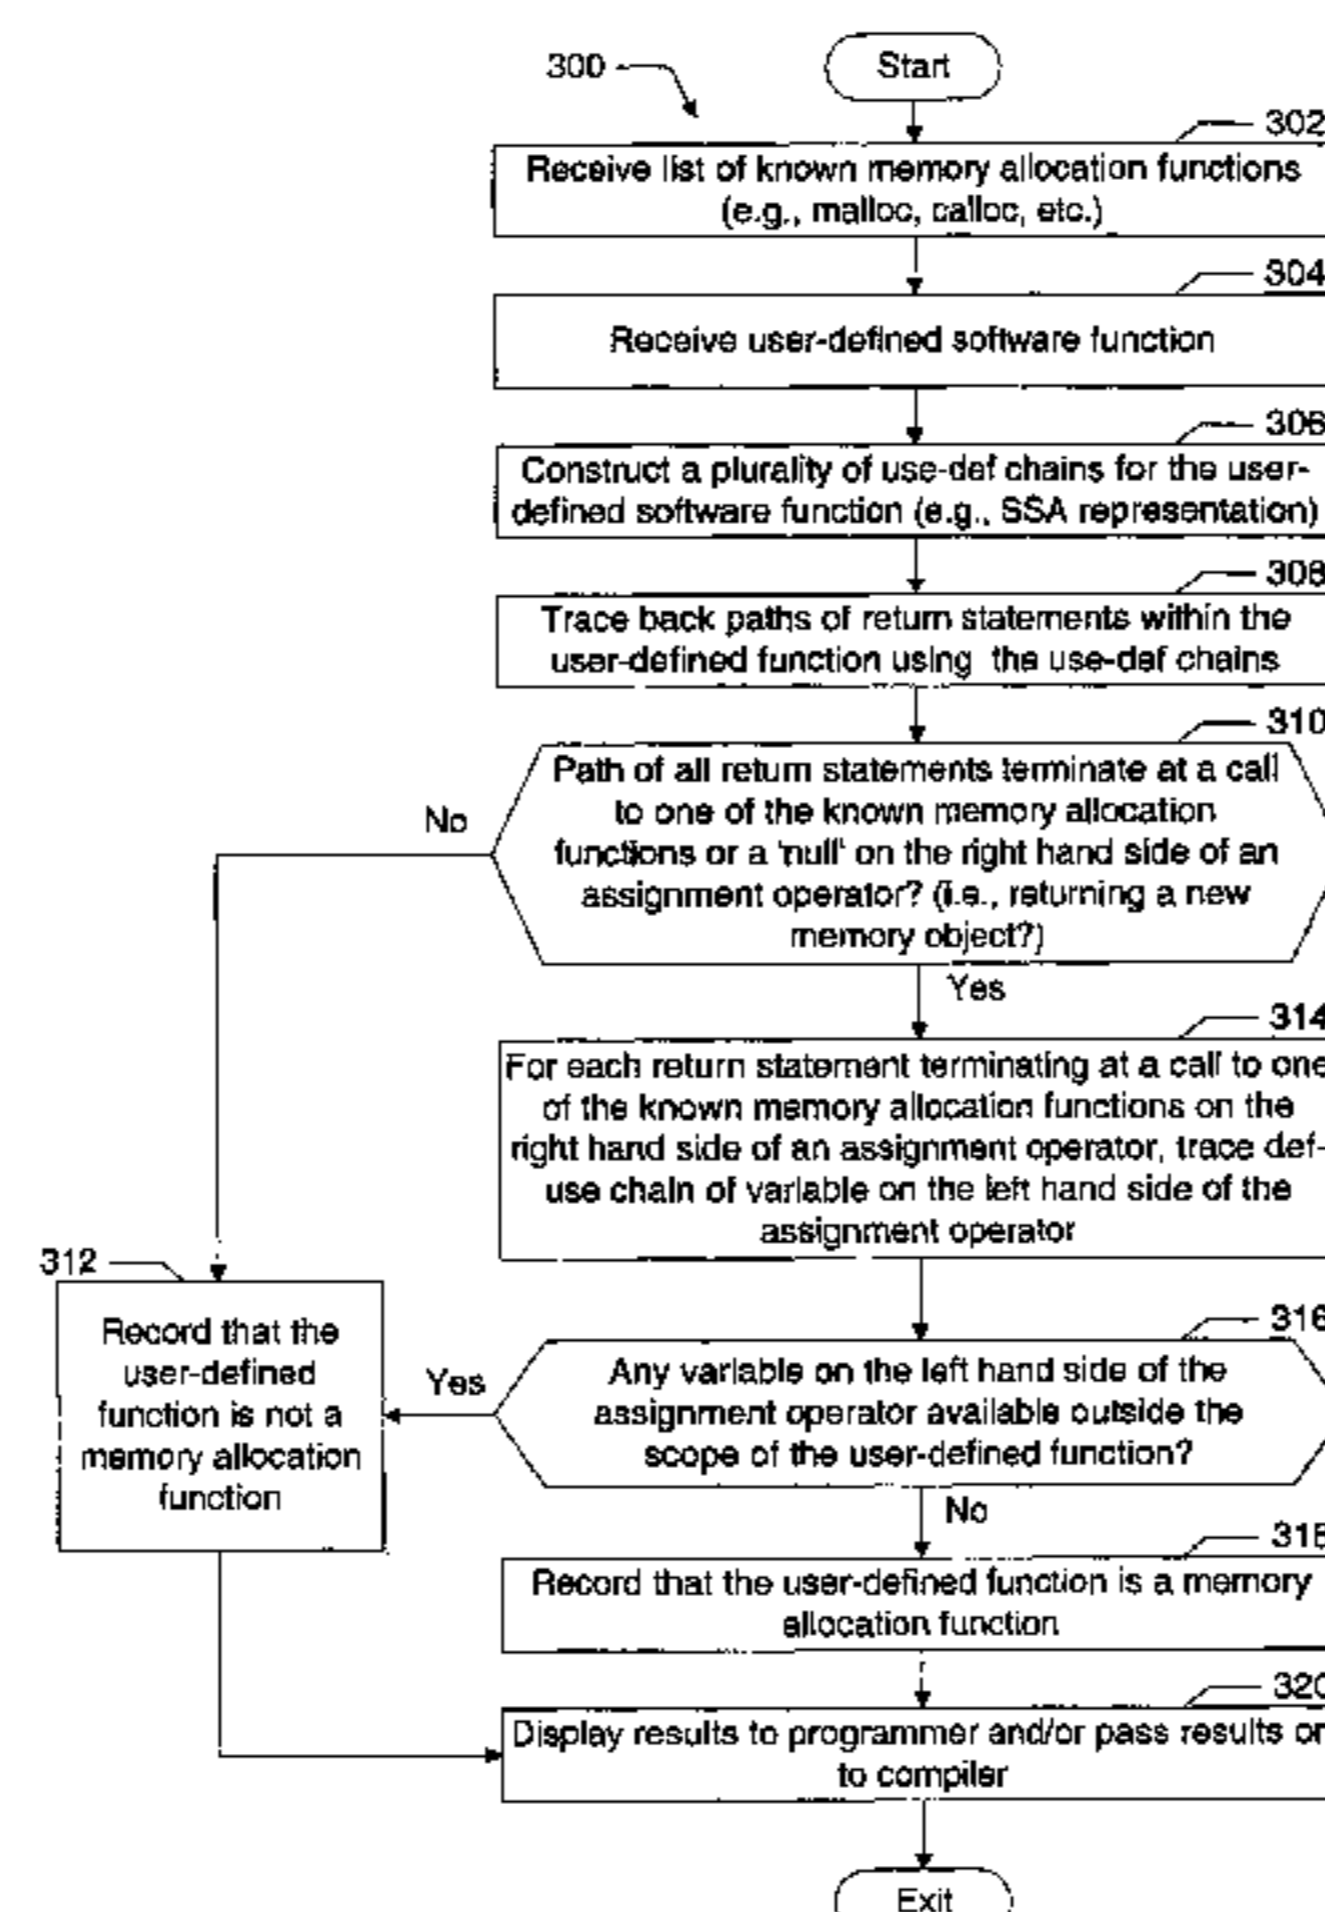 300
Start
302
Receive list of known memory allocation functions
(e.g., malloc, calloc, etc.)
304
Receive user-defined software function
306
Construct a plurality of use-def chains for the user-
defined software function (e.g., SSA representation)
308
Trace back paths of return statements within the
user-defined function using the use-def chains
310
Path of all return statements terminate at a call
to one of the known memory allocation
functions or a 'null' on the right hand side of an
assignment operator? (i.e., returning a new
memory object?)
No
Yes
314
For each return statement terminating at a call to one
of the known memory allocation functions on the
right hand side of an assignment operator, trace def-
use chain of variable on the left hand side of the
assignment operator
312
Record that the
user-defined
function is not a
memory allocation
function
316
Yes
Any variable on the left hand side of the
assignment operator available outside the
scope of the user-defined function?
No
318
Record that the user-defined function is a memory
allocation function
320
Display results to programmer and/or pass results on
to compiler
Exit